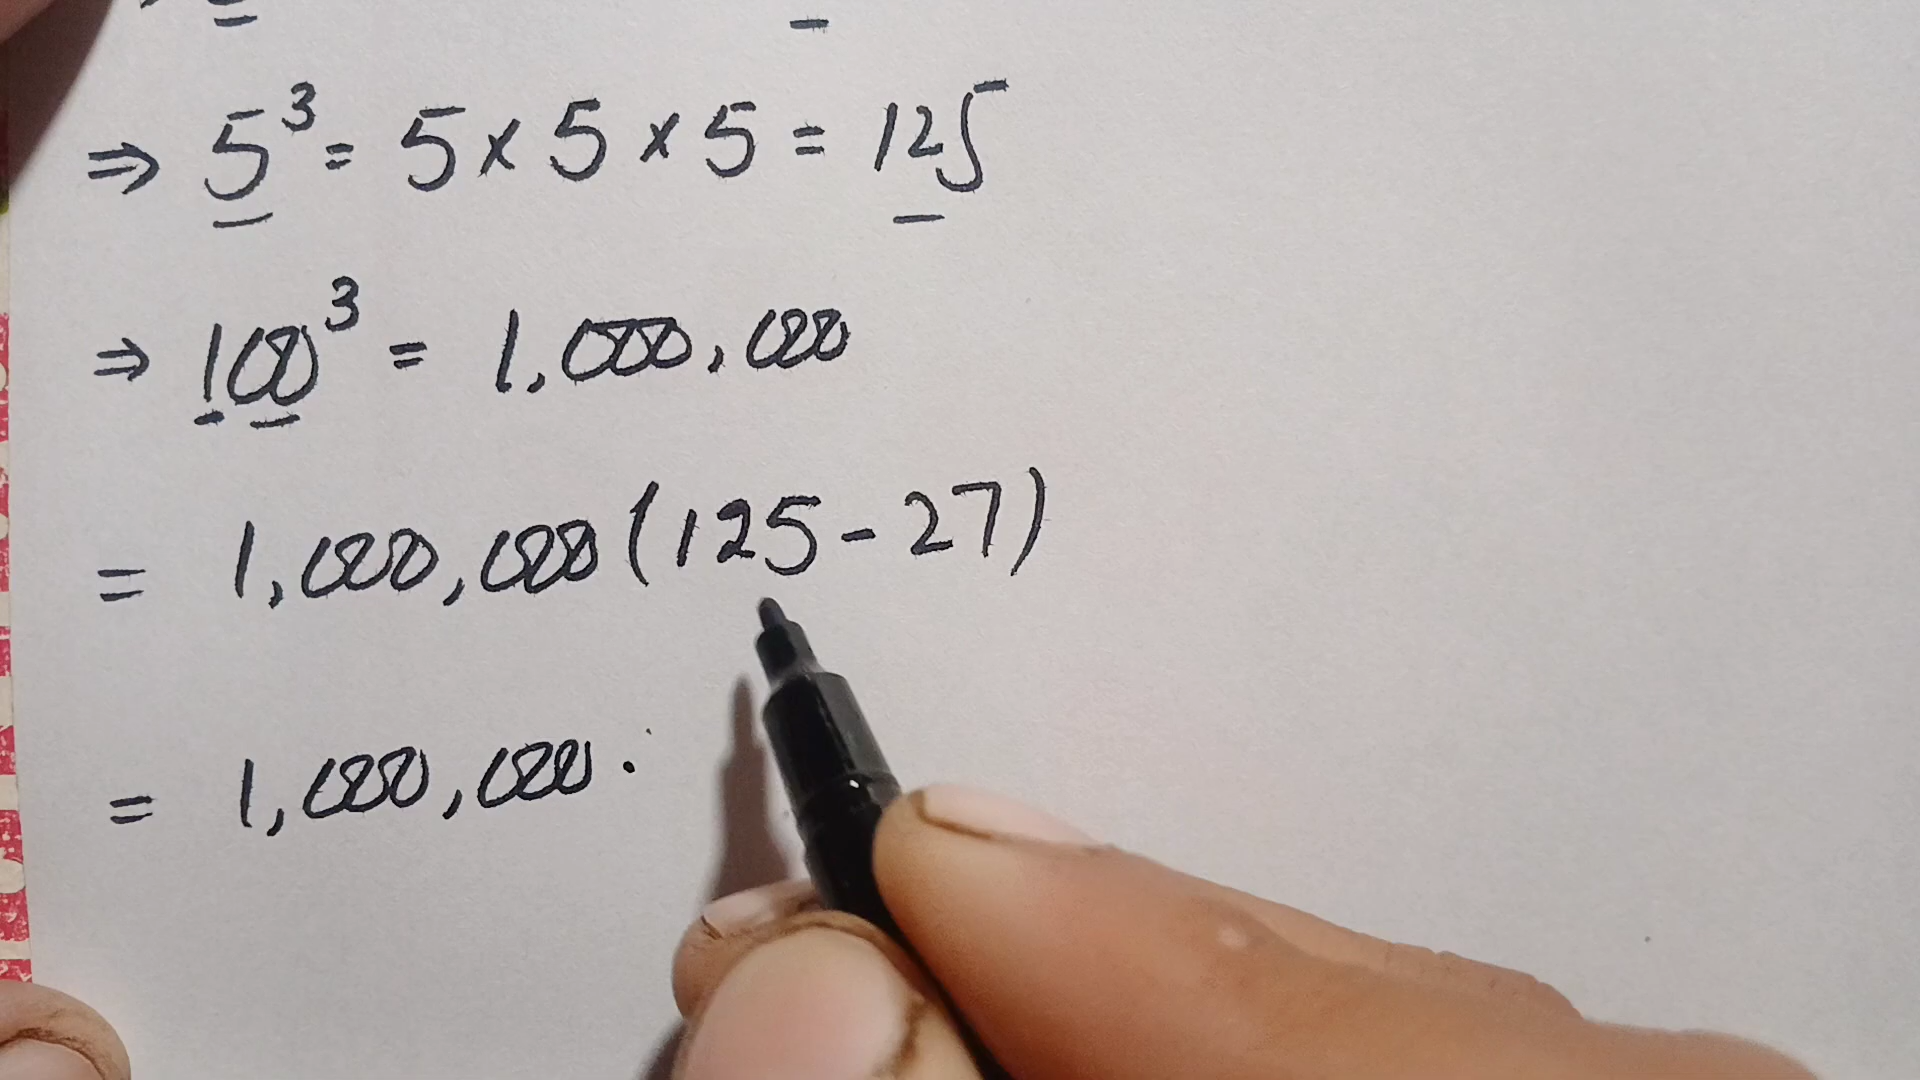 ⇒ 5³ = 5 × 5 × 5 = 125
⇒ 100³ = 1,000,000
= 1,000,000 (125 - 27)
= 1,000,000 ·